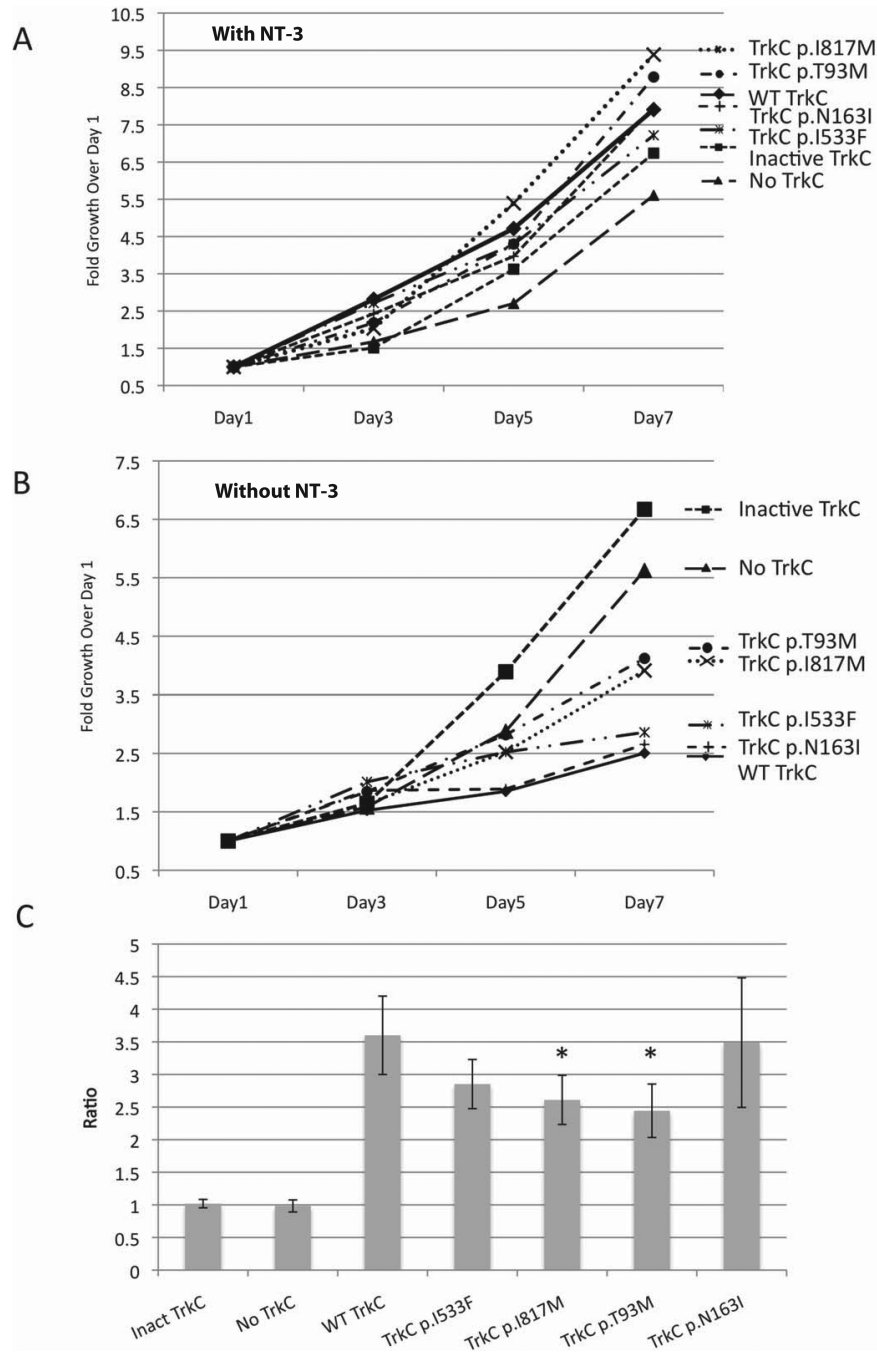 A
With NT-3
Fold Growth Over Day 1
10.5
9.5
8.5
7.5
6.5
5.5
4.5
3.5
2.5
1.5
0.5
Day1
Day3
Day5
Day7
TrkC p.I817M
TrkC p.T93M
WT TrkC
TrkC p.N163I
TrkC p.I533F
Inactive TrkC
No TrkC
B
Without NT-3
Fold Growth Over Day 1
7.5
6.5
5.5
4.5
3.5
2.5
1.5
0.5
Day1
Day3
Day5
Day7
Inactive TrkC
No TrkC
TrkC p.T93M
TrkC p.I817M
TrkC p.I533F
TrkC p.N163I
WT TrkC
C
Ratio
5
4.5
4
3.5
3
2.5
2
1.5
1
0.5
0
*
*
Inact TrkC
No TrkC
WT TrkC
TrkC p.I533F
TrkC p.I817M
TrkC p.T93M
TrkC p.N163I